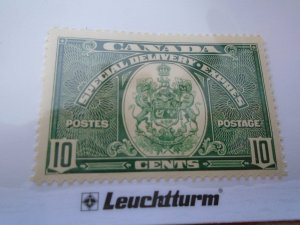 CANADA
SPECIAL DELIVERY - EXPRES
POSTES POSTAGE
10 CENTS 10
Leuchtturm